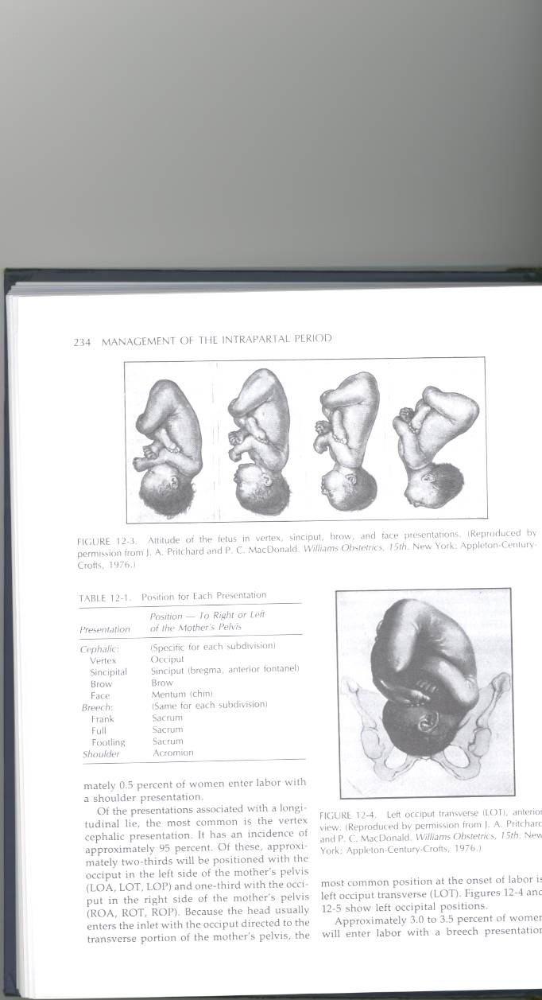 234 MANAGEMENT OF THE INTRAPARTAL PERIOD
FIGURE 12-3. Attitude of the fetus in vertex, sinciput, brow, and face presentations. (Reproduced by
permission from J. A. Pritchard and P. C. MacDonald. Williams Obstetrics, 15th. New York: Appleton-Century-
Crofts, 1976.)
TABLE 12-1. Position for Each Presentation
Position — To Right or Left
Presentation of the Mother's Pelvis
Cephalic: (Specific for each subdivision)
Vertex Occiput
Sincipital Sinciput (bregma, anterior fontanel)
Brow Brow
Face Mentum (chin)
Breech: (Same for each subdivision)
Frank Sacrum
Full Sacrum
Footling Sacrum
Shoulder Acromion
mately 0.5 percent of women enter labor with
a shoulder presentation.
Of the presentations associated with a longi-
tudinal lie, the most common is the vertex
cephalic presentation. It has an incidence of
approximately 95 percent. Of these, approxi-
mately two-thirds will be positioned with the
occiput in the left side of the mother's pelvis
(LOA, LOT, LOP) and one-third with the occi-
put in the right side of the mother's pelvis
(ROA, ROT, ROP). Because the head usually
enters the inlet with the occiput directed to the
transverse portion of the mother's pelvis, the
FIGURE 12-4. Left occiput transverse (LOT), anterior
view. (Reproduced by permission from J. A. Pritchard
and P. C. MacDonald. Williams Obstetrics, 15th. New
York: Appleton-Century-Crofts, 1976.)
most common position at the onset of labor is
left occiput transverse (LOT). Figures 12-4 and
12-5 show left occipital positions.
Approximately 3.0 to 3.5 percent of women
will enter labor with a breech presentation